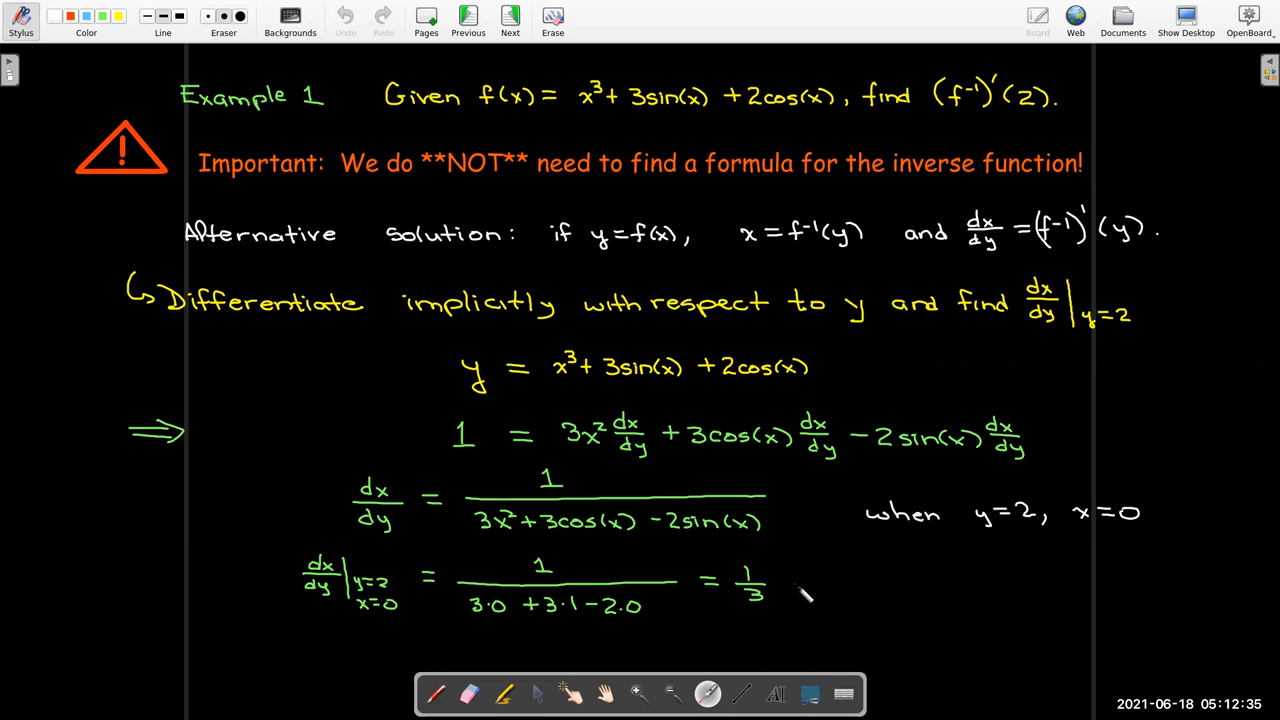 Stylus Color Line Eraser Backgrounds Undo Redo Pages Previous Next Erase Board Web Documents Show Desktop OpenBoard
Example 1 Given f(x) = x³ + 3sin(x) + 2cos(x), find (f⁻¹)'(2).
! Important: We do **NOT** need to find a formula for the inverse function!
Alternative solution: if y=f(x), x = f⁻¹(y) and dx/dy = (f⁻¹)'(y).
↳ Differentiate implicitly with respect to y and find dx/dy |y=2
y = x³ + 3sin(x) + 2cos(x)
⟹ 1 = 3x² dx/dy + 3cos(x) dx/dy − 2sin(x) dx/dy
dx/dy = 1/(3x² + 3cos(x) − 2sin(x)) when y=2, x=0
dx/dy |y=2 x=0 = 1/(3·0 + 3·1 − 2·0) = 1/3
AI
2021-06-18 05:12:35